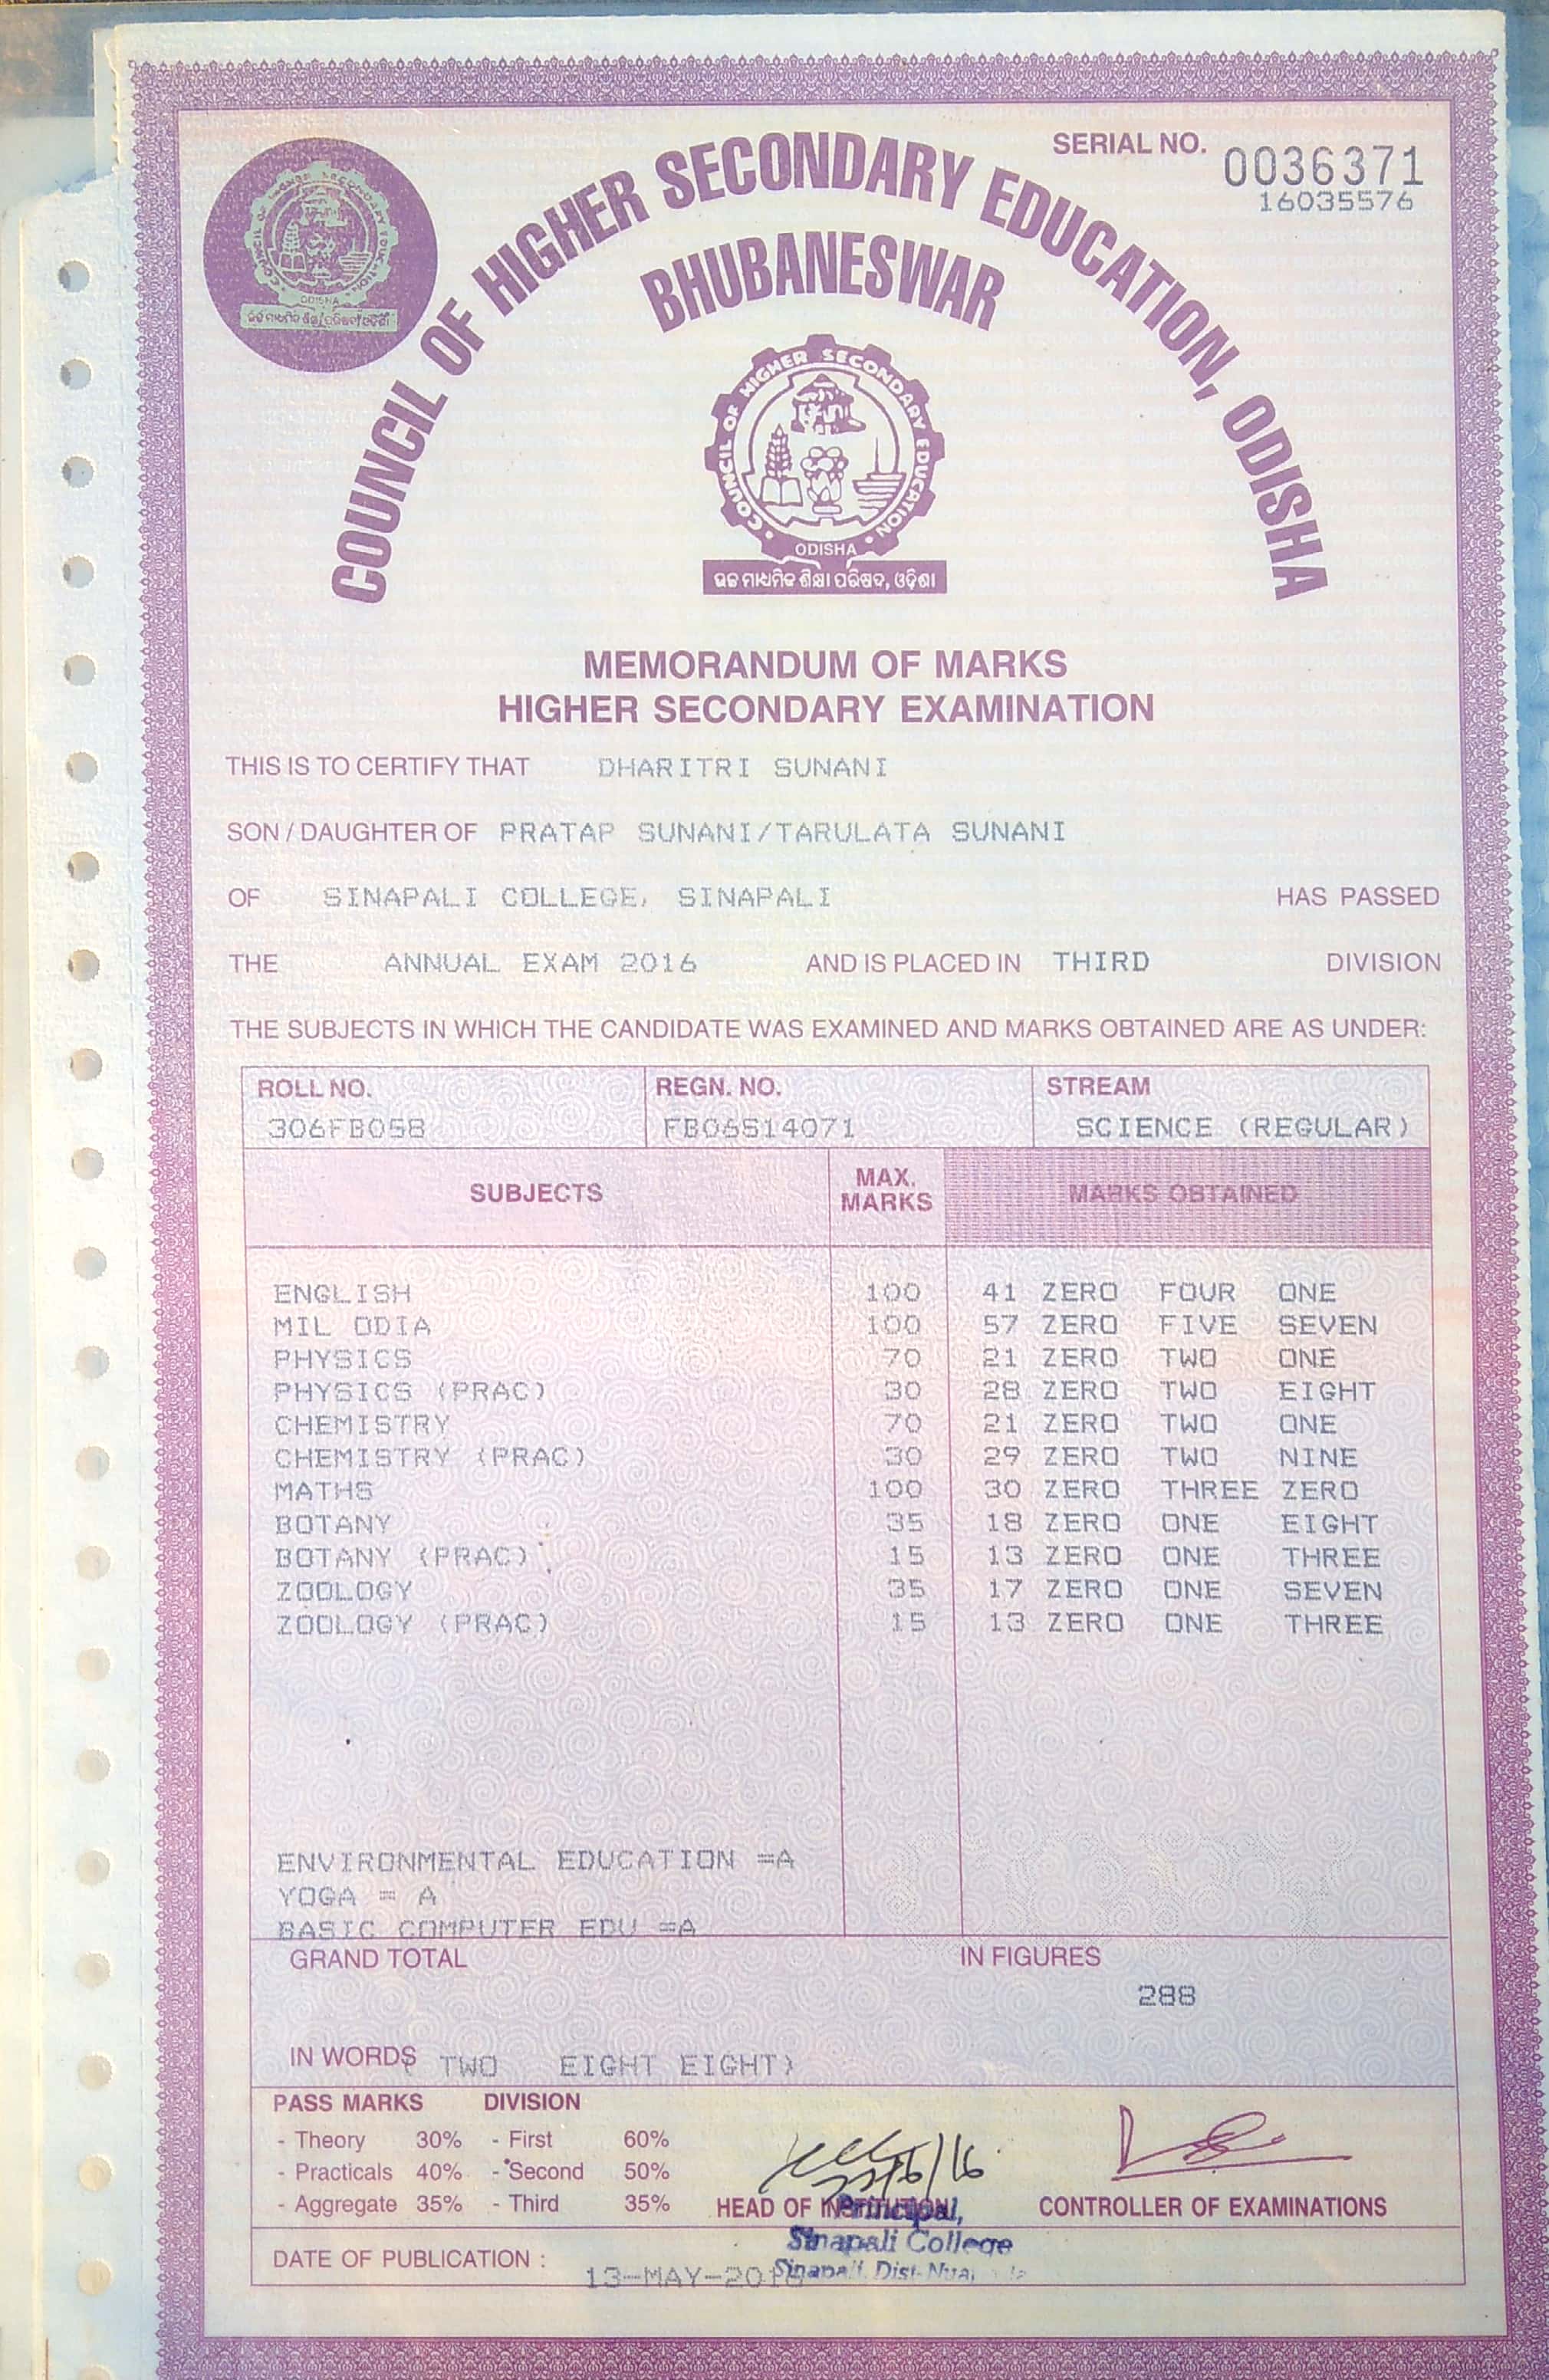 SERIAL NO. 0036371
16035576
COUNCIL OF HIGHER SECONDARY EDUCATION, ODISHA
BHUBANESWAR
COUNCIL OF HIGHER SECONDARY EDUCATION
ODISHA
ଉଚ୍ଚ ମାଧ୍ୟମିକ ଶିକ୍ଷା ପରିଷଦ, ଓଡ଼ିଶା
MEMORANDUM OF MARKS
HIGHER SECONDARY EXAMINATION
THIS IS TO CERTIFY THAT DHARITRI SUNANI
SON / DAUGHTER OF PRATAP SUNANI/TARULATA SUNANI
OF SINAPALI COLLEGE, SINAPALI HAS PASSED
THE ANNUAL EXAM 2016 AND IS PLACED IN THIRD DIVISION
THE SUBJECTS IN WHICH THE CANDIDATE WAS EXAMINED AND MARKS OBTAINED ARE AS UNDER:
ROLL NO. REGN. NO. STREAM
306FB058 FB06S14071 SCIENCE (REGULAR)
SUBJECTS MAX. MARKS MARKS OBTAINED
ENGLISH 100 41 ZERO FOUR ONE
MIL ODIA 100 57 ZERO FIVE SEVEN
PHYSICS 70 21 ZERO TWO ONE
PHYSICS (PRAC) 30 28 ZERO TWO EIGHT
CHEMISTRY 70 21 ZERO TWO ONE
CHEMISTRY (PRAC) 30 29 ZERO TWO NINE
MATHS 100 30 ZERO THREE ZERO
BOTANY 35 18 ZERO ONE EIGHT
BOTANY (PRAC) 15 13 ZERO ONE THREE
ZOOLOGY 35 17 ZERO ONE SEVEN
ZOOLOGY (PRAC) 15 13 ZERO ONE THREE
ENVIRONMENTAL EDUCATION =A
YOGA = A
BASIC COMPUTER EDU =A
GRAND TOTAL IN FIGURES
288
IN WORDS ( TWO EIGHT EIGHT)
PASS MARKS DIVISION
- Theory 30% - First 60%
- Practicals 40% - Second 50%
- Aggregate 35% - Third 35%
HEAD OF INSTITUTION CONTROLLER OF EXAMINATIONS
Principal,
Sinapali College
Sinapali, Dist-
DATE OF PUBLICATION : 13-MAY-2016